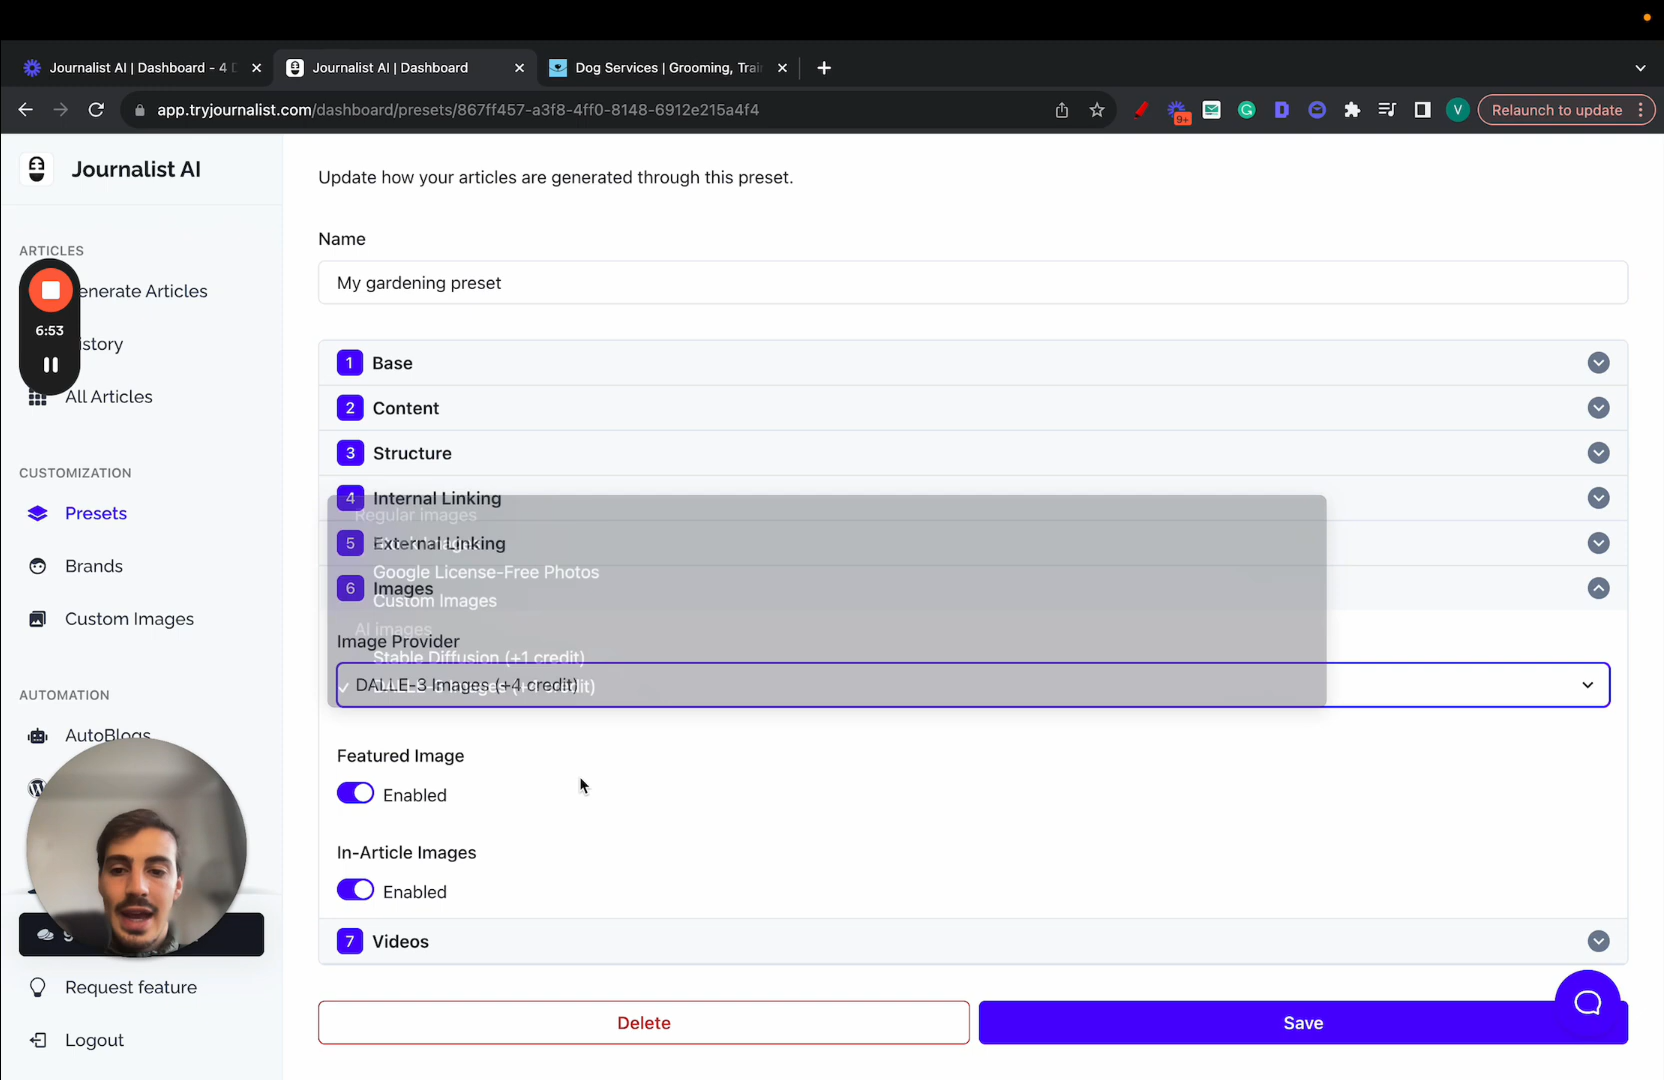 Journalist AI | Dashboard - 4
Journalist AI | Dashboard
Dog Services | Grooming, Trai
app.tryjournalist.com/dashboard/presets/867ff457-a3f8-4ff0-8148-6912e215a4f4
9+
V
Relaunch to update
Journalist AI
ARTICLES
enerate Articles
6:53
istory
All Articles
CUSTOMIZATION
Presets
Brands
Custom Images
AUTOMATION
AutoBlogs
Request feature
Logout
Update how your articles are generated through this preset.
Name
My gardening preset
1 Base
2 Content
3 Structure
4 Internal Linking
Regular images
5 External Linking
Google License-Free Photos
6 Images
Custom Images
AI images
Image Provider
Stable Diffusion (+1 credit)
DALLE-3 Images (+4 credit)
Featured Image
Enabled
In-Article Images
Enabled
7 Videos
Delete
Save